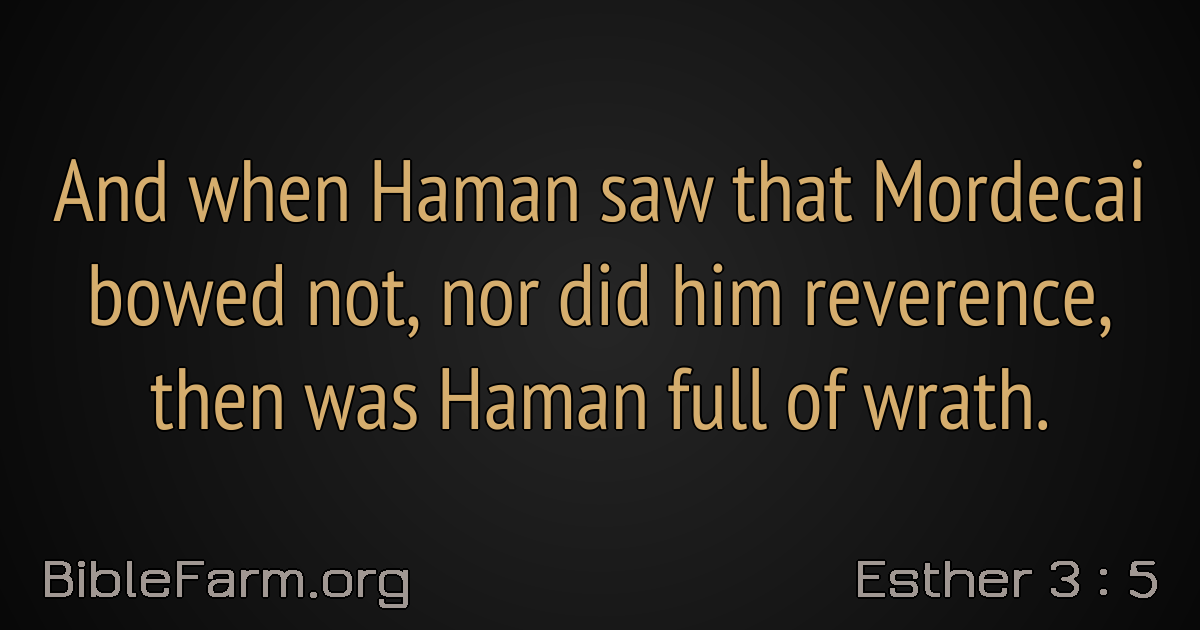 And when Haman saw that Mordecai
bowed not, nor did him reverence,
then was Haman full of wrath.
BibleFarm.org
Esther 3 : 5